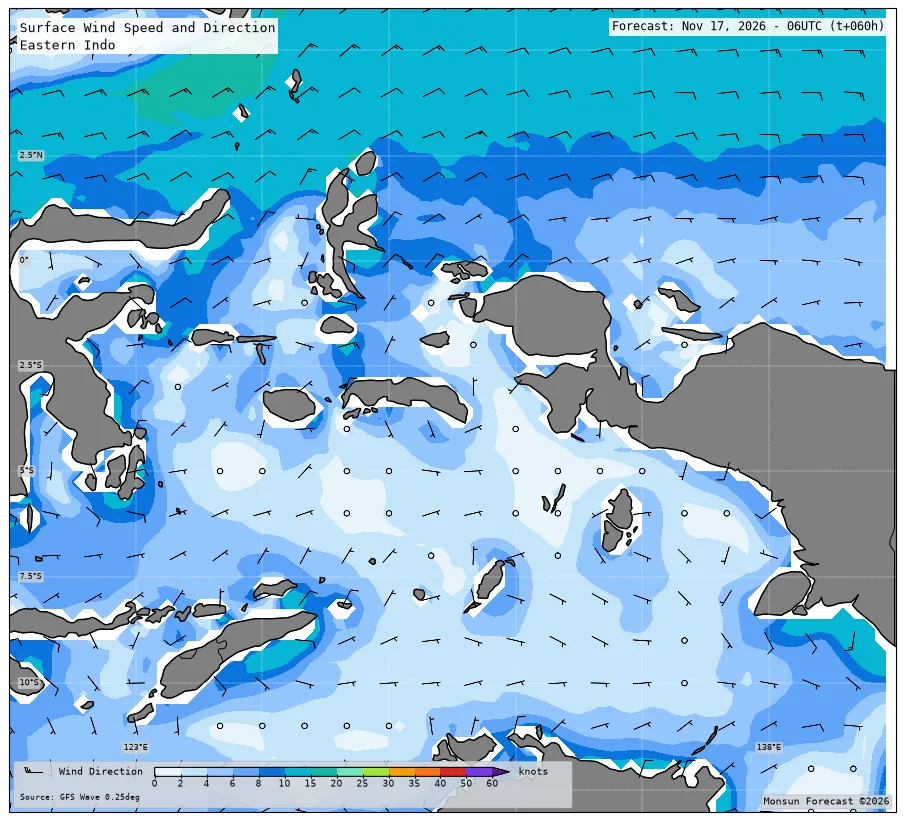 Surface Wind Speed and Direction
Eastern Indo
Forecast: Nov 17, 2026 - 06UTC (t+060h)
2.5°N
0°
2.5°S
5°S
7.5°S
10°S
123°E
138°E
Wind Direction
0 2 4 6 8 10 15 20 25 30 35 40 50 60
knots
Source: GFS Wave 0.25deg
Monsun Forecast ©2026